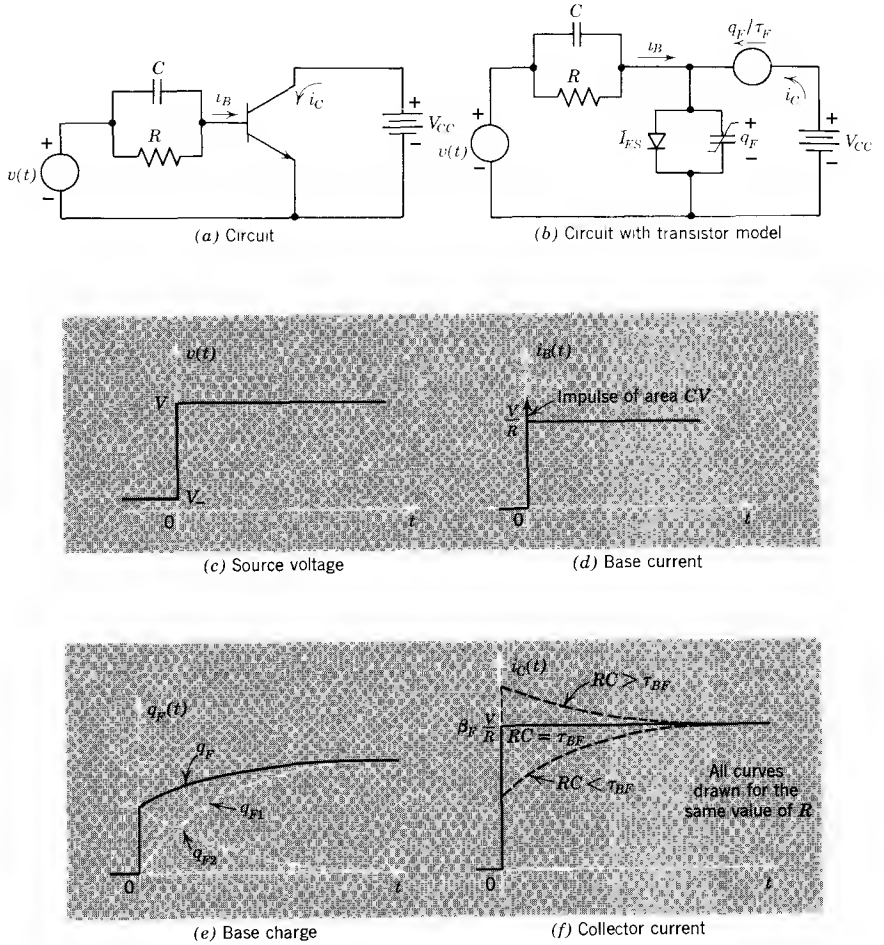 C
R
i_B
i_C
+
V_CC
-
+
v(t)
-
(a) Circuit
C
q_F/τ_F
R
i_B
i_C
+
v(t)
-
I_ES
+
q_F
-
+
V_CC
-
(b) Circuit with transistor model
v(t)
V
V_
0
t
(c) Source voltage
i_B(t)
Impulse of area CV
V/R
0
t
(d) Base current
q_F(t)
q_F
q_F1
q_F2
0
t
(e) Base charge
i_C(t)
RC > τ_BF
β_F V/R
RC = τ_BF
RC < τ_BF
All curves
drawn for the
same value of R
0
t
(f) Collector current